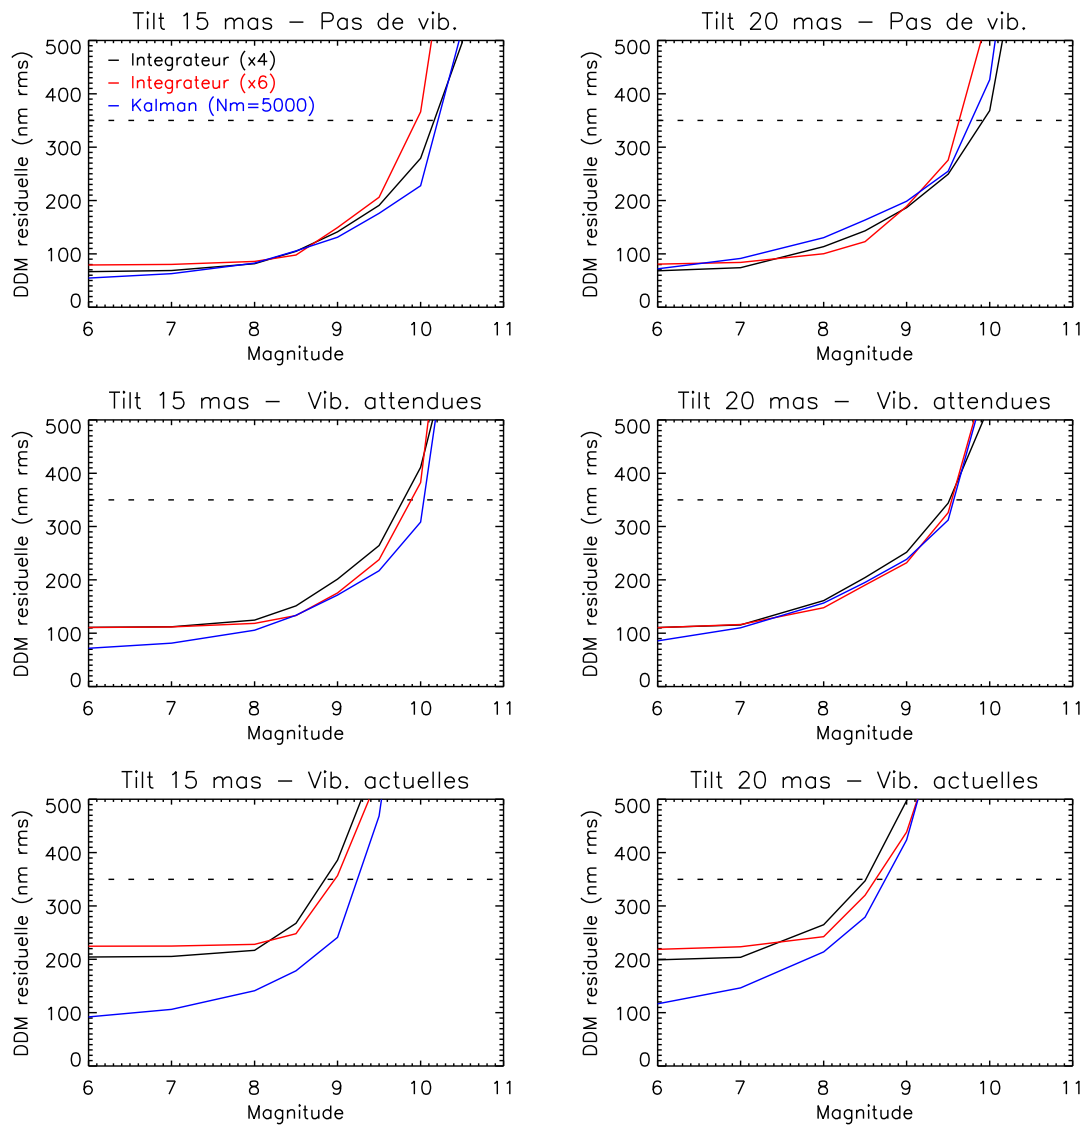 Tilt 15 mas – Pas de vib.
DDM residuelle (nm rms)
500
400
300
200
100
0
– Integrateur (x4)
– Integrateur (x6)
– Kalman (Nm=5000)
6 7 8 9 10 11
Magnitude
Tilt 20 mas – Pas de vib.
DDM residuelle (nm rms)
500
400
300
200
100
0
6 7 8 9 10 11
Magnitude
Tilt 15 mas – Vib. attendues
DDM residuelle (nm rms)
500
400
300
200
100
0
6 7 8 9 10 11
Magnitude
Tilt 20 mas – Vib. attendues
DDM residuelle (nm rms)
500
400
300
200
100
0
6 7 8 9 10 11
Magnitude
Tilt 15 mas – Vib. actuelles
DDM residuelle (nm rms)
500
400
300
200
100
0
6 7 8 9 10 11
Magnitude
Tilt 20 mas – Vib. actuelles
DDM residuelle (nm rms)
500
400
300
200
100
0
6 7 8 9 10 11
Magnitude